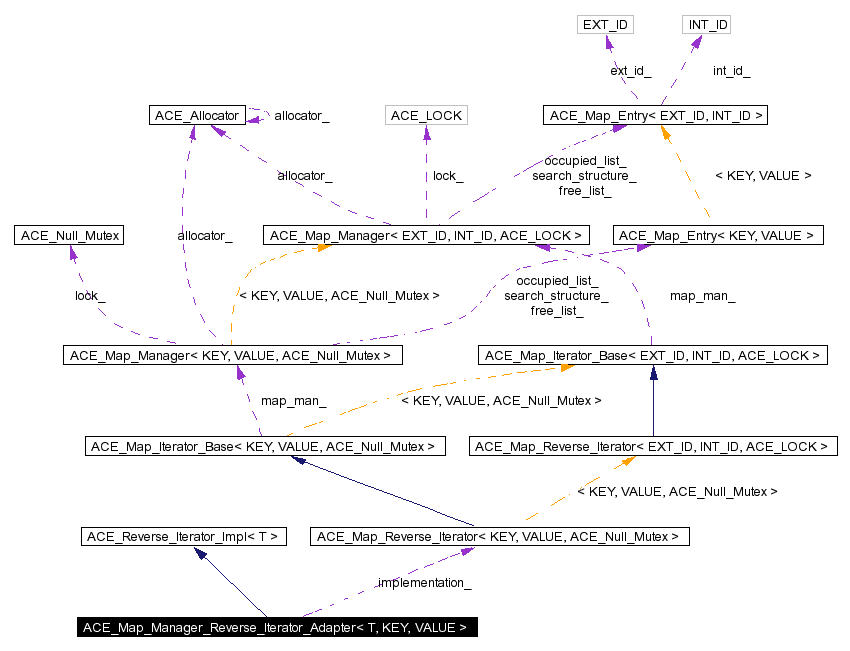 EXT_ID
INT_ID
ext_id_
int_id_
ACE_Allocator
allocator_
ACE_LOCK
ACE_Map_Entry< EXT_ID, INT_ID >
occupied_list_
search_structure_
free_list_
allocator_
lock_
< KEY, VALUE >
ACE_Null_Mutex
allocator_
ACE_Map_Manager< EXT_ID, INT_ID, ACE_LOCK >
ACE_Map_Entry< KEY, VALUE >
lock_
< KEY, VALUE, ACE_Null_Mutex >
occupied_list_
search_structure_
free_list_
map_man_
ACE_Map_Manager< KEY, VALUE, ACE_Null_Mutex >
ACE_Map_Iterator_Base< EXT_ID, INT_ID, ACE_LOCK >
map_man_
< KEY, VALUE, ACE_Null_Mutex >
ACE_Map_Iterator_Base< KEY, VALUE, ACE_Null_Mutex >
ACE_Map_Reverse_Iterator< EXT_ID, INT_ID, ACE_LOCK >
< KEY, VALUE, ACE_Null_Mutex >
ACE_Reverse_Iterator_Impl< T >
ACE_Map_Reverse_Iterator< KEY, VALUE, ACE_Null_Mutex >
implementation_
ACE_Map_Manager_Reverse_Iterator_Adapter< T, KEY, VALUE >